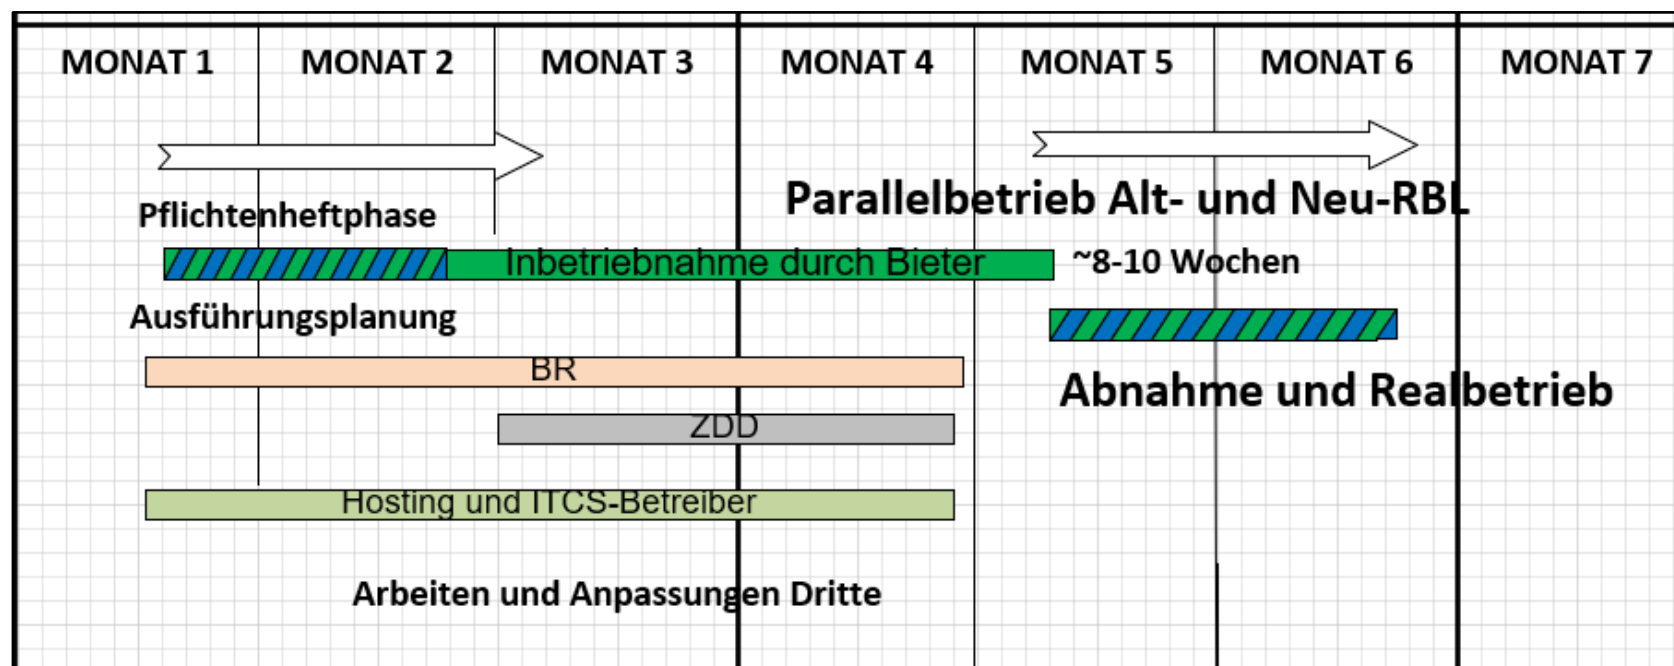 MONAT 1
MONAT 2
MONAT 3
MONAT 4
MONAT 5
MONAT 6
MONAT 7
Parallelbetrieb Alt- und Neu-RBL
Pflichtenheftphase
Inbetriebnahme durch Bieter
~8-10 Wochen
Ausführungsplanung
BR
Abnahme und Realbetrieb
ZDD
Hosting und ITCS-Betreiber
Arbeiten und Anpassungen Dritte